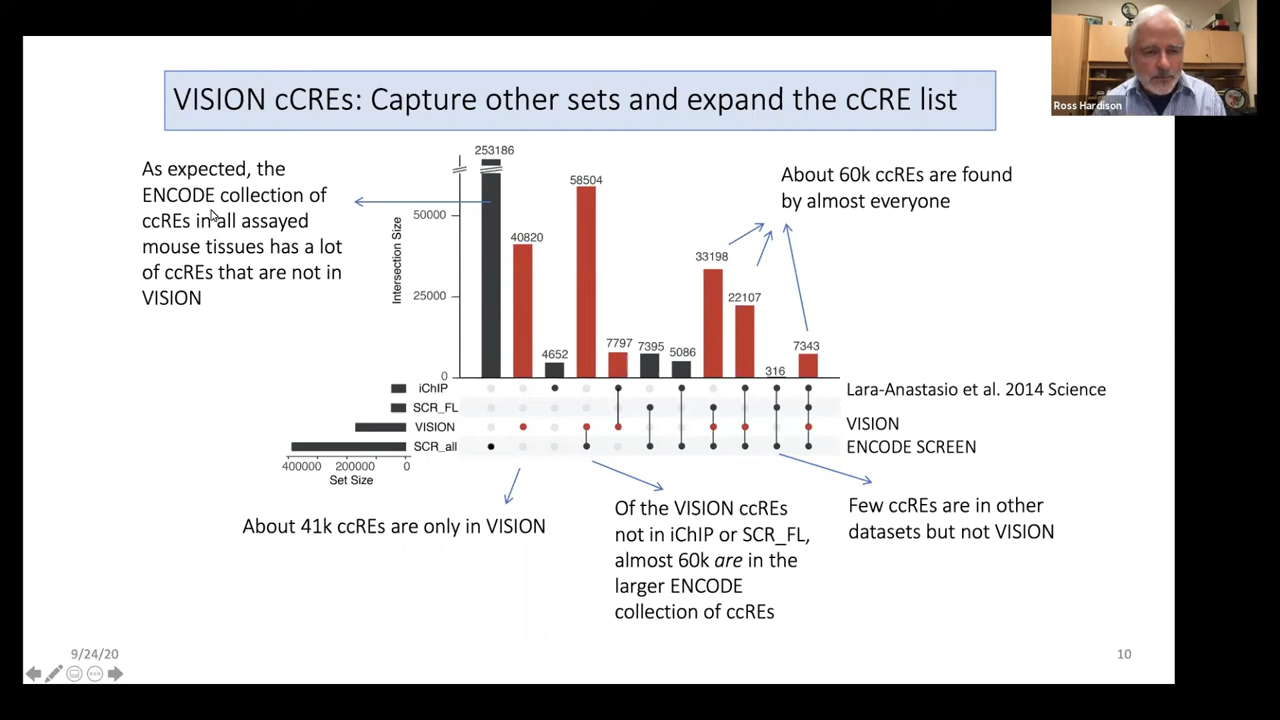 Ross Hardison
VISION cCREs: Capture other sets and expand the cCRE list
As expected, the
ENCODE collection of
ccREs in all assayed
mouse tissues has a lot
of ccREs that are not in
VISION
About 60k ccREs are found
by almost everyone
Intersection Size
50000
25000
0
253186
40820
4652
58504
7797
7395
5086
33198
22107
316
7343
iChIP
SCR_FL
VISION
SCR_all
400000 200000 0
Set Size
Lara-Anastasio et al. 2014 Science
VISION
ENCODE SCREEN
About 41k ccREs are only in VISION
Of the VISION ccREs
not in iChIP or SCR_FL,
almost 60k are in the
larger ENCODE
collection of ccREs
Few ccREs are in other
datasets but not VISION
9/24/20
10